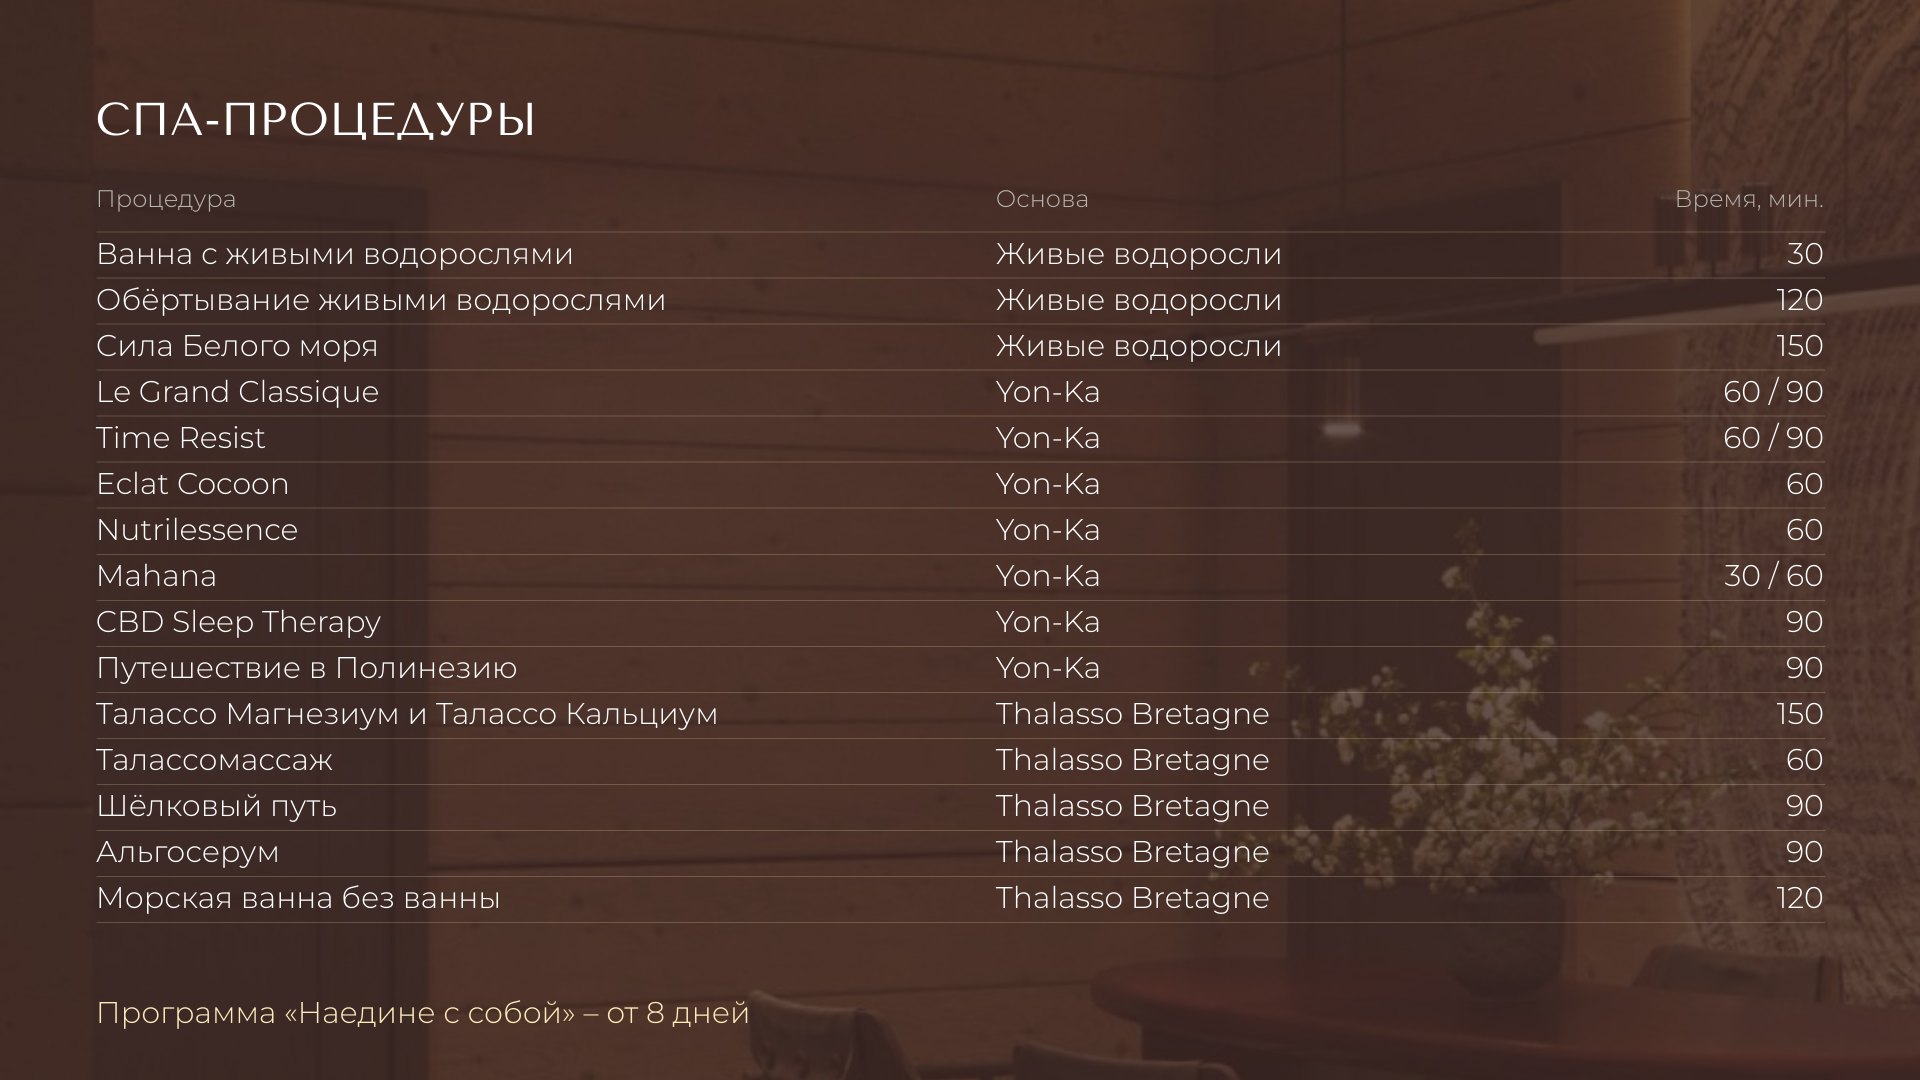 СПА-ПРОЦЕДУРЫ
Процедура Основа Время, мин.
Ванна с живыми водорослями Живые водоросли 30
Обёртывание живыми водорослями Живые водоросли 120
Сила Белого моря Живые водоросли 150
Le Grand Classique Yon-Ka 60 / 90
Time Resist Yon-Ka 60 / 90
Eclat Cocoon Yon-Ka 60
Nutrilessence Yon-Ka 60
Mahana Yon-Ka 30 / 60
CBD Sleep Therapy Yon-Ka 90
Путешествие в Полинезию Yon-Ka 90
Талассо Магнезиум и Талассо Кальциум Thalasso Bretagne 150
Талассомассаж Thalasso Bretagne 60
Шёлковый путь Thalasso Bretagne 90
Альгосерум Thalasso Bretagne 90
Морская ванна без ванны Thalasso Bretagne 120
Программа «Наедине с собой» – от 8 дней